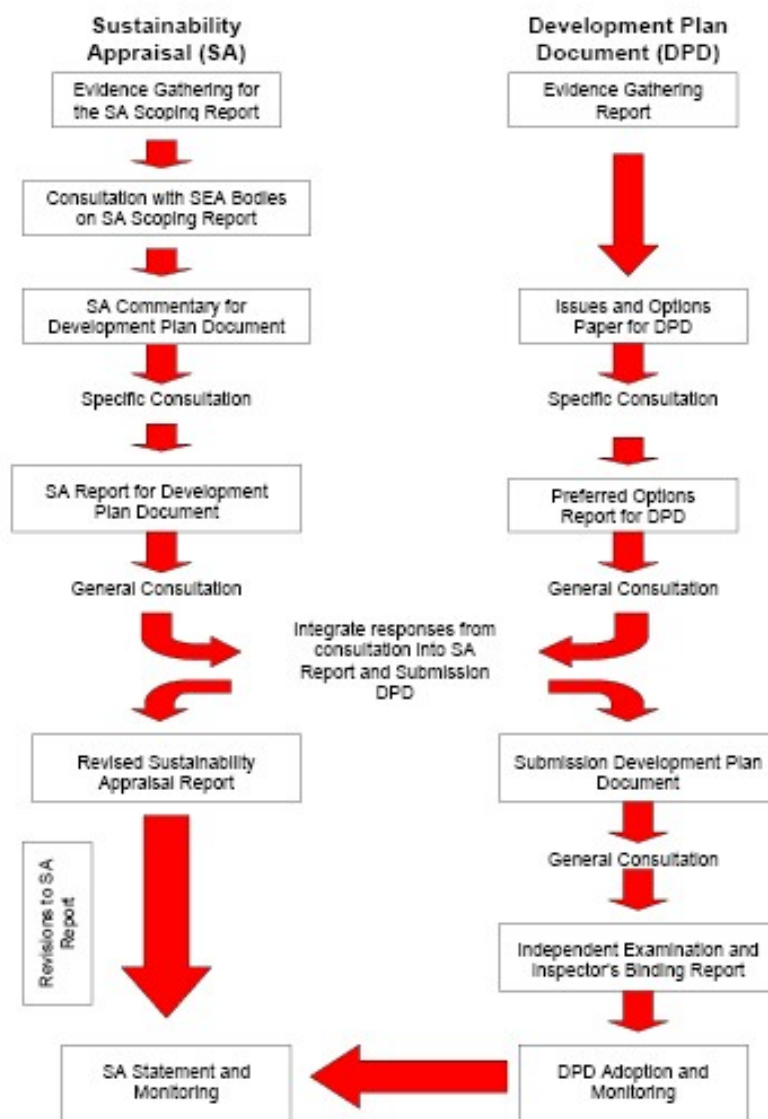 Sustainability
Appraisal (SA)
Evidence Gathering for
the SA Scoping Report
Consultation with SEA Bodies
on SA Scoping Report
SA Commentary for
Development Plan Document
Specific Consultation
SA Report for Development
Plan Document
General Consultation
Development Plan
Document (DPD)
Evidence Gathering
Report
Issues and Options
Paper for DPD
Specific Consultation
Preferred Options
Report for DPD
General Consultation
Integrate responses from
consultation into SA
Report and Submission
DPD
Revised Sustainability
Appraisal Report
Revisions to SA
Report
Submission Development Plan
Document
General Consultation
Independent Examination and
Inspector's Binding Report
DPD Adoption and
Monitoring
SA Statement and
Monitoring